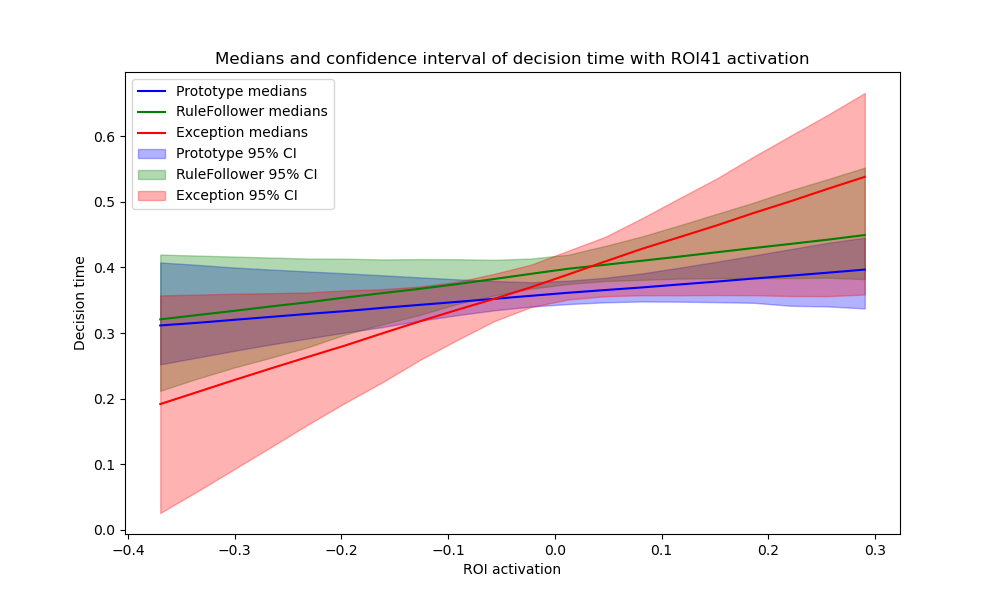 Medians and confidence interval of decision time with ROI41 activation
Prototype medians
RuleFollower medians
Exception medians
Prototype 95% CI
RuleFollower 95% CI
Exception 95% CI
Decision time
0.6
0.5
0.4
0.3
0.2
0.1
0.0
−0.4 −0.3 −0.2 −0.1 0.0 0.1 0.2 0.3
ROI activation